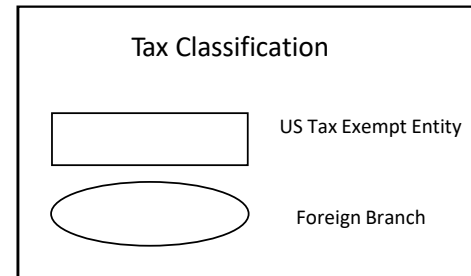 Tax Classification
US Tax Exempt Entity
Foreign Branch